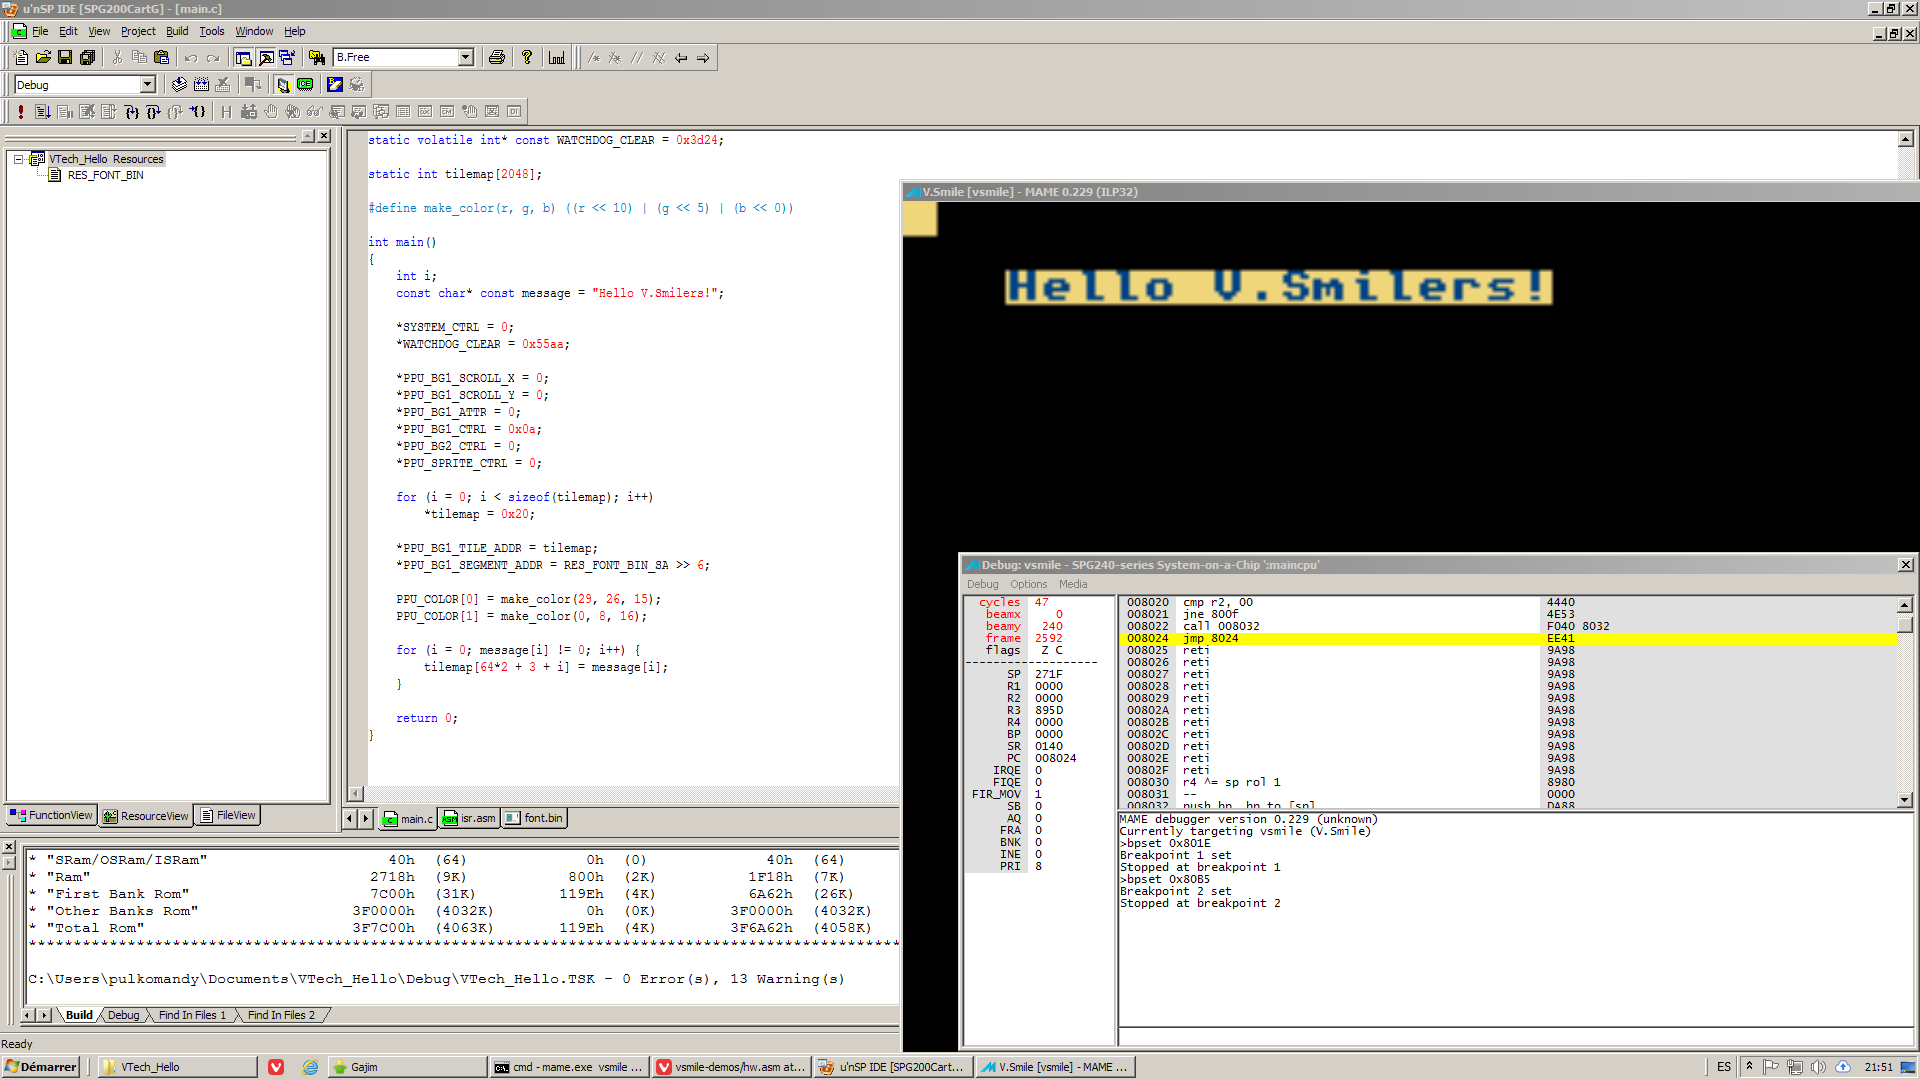 u'nSP IDE [SPG200CartG] - [main.c]
File Edit View Project Build Tools Window Help
B.Free
Debug
VTech_Hello Resources
RES_FONT_BIN
FunctionView ResourceView FileView
static volatile int* const WATCHDOG_CLEAR = 0x3d24;
static int tilemap[2048];
#define make_color(r, g, b) ((r << 10) | (g << 5) | (b << 0))
int main()
{
int i;
const char* const message = "Hello V.Smilers!";
*SYSTEM_CTRL = 0;
*WATCHDOG_CLEAR = 0x55aa;
*PPU_BG1_SCROLL_X = 0;
*PPU_BG1_SCROLL_Y = 0;
*PPU_BG1_ATTR = 0;
*PPU_BG1_CTRL = 0x0a;
*PPU_BG2_CTRL = 0;
*PPU_SPRITE_CTRL = 0;
for (i = 0; i < sizeof(tilemap); i++)
*tilemap = 0x20;
*PPU_BG1_TILE_ADDR = tilemap;
*PPU_BG1_SEGMENT_ADDR = RES_FONT_BIN_SA >> 6;
PPU_COLOR[0] = make_color(29, 26, 15);
PPU_COLOR[1] = make_color(0, 8, 16);
for (i = 0; message[i] != 0; i++) {
tilemap[64*2 + 3 + i] = message[i];
}
return 0;
}
main.c isr.asm font.bin
V.Smile [vsmile] - MAME 0.229 (ILP32)
Hello V.Smilers!
Debug: vsmile - SPG240-series System-on-a-Chip ':maincpu'
Debug Options Media
cycles 47
beamx 0
beamy 240
frame 2592
flags Z C
-------------------
SP 271F
R1 0000
R2 0000
R3 895D
R4 0000
BP 0000
SR 0140
PC 008024
IRQE 0
FIQE 0
FIR_MOV 1
SB 0
AQ 0
FRA 0
BNK 0
INE 0
PRI 8
008020 cmp r2, 00 4440
008021 jne 800f 4E53
008022 call 008032 F040 8032
008024 jmp 8024 EE41
008025 reti 9A98
008026 reti 9A98
008027 reti 9A98
008028 reti 9A98
008029 reti 9A98
00802A reti 9A98
00802B reti 9A98
00802C reti 9A98
00802D reti 9A98
00802E reti 9A98
00802F reti 9A98
008030 r4 ^= sp rol 1 8980
008031 -- 0000
008032 push bp, bp to [sp] DA88
MAME debugger version 0.229 (unknown)
Currently targeting vsmile (V.Smile)
>bpset 0x801E
Breakpoint 1 set
Stopped at breakpoint 1
>bpset 0x80B5
Breakpoint 2 set
Stopped at breakpoint 2
* "SRam/OSRam/ISRam" 40h (64) 0h (0) 40h (64)
* "Ram" 2718h (9K) 800h (2K) 1F18h (7K)
* "First Bank Rom" 7C00h (31K) 119Eh (4K) 6A62h (26K)
* "Other Banks Rom" 3F0000h (4032K) 0h (0K) 3F0000h (4032K)
* "Total Rom" 3F7C00h (4063K) 119Eh (4K) 3F6A62h (4058K)
C:\Users\pulkomandy\Documents\VTech_Hello\Debug\VTech_Hello.TSK - 0 Error(s), 13 Warning(s)
Build Debug Find In Files 1 Find In Files 2
Ready
Démarrer VTech_Hello Gajim cmd - mame.exe vsmile ... vsmile-demos/hw.asm at... u'nSP IDE [SPG200Cart... V.Smile [vsmile] - MAME ... ES 21:51